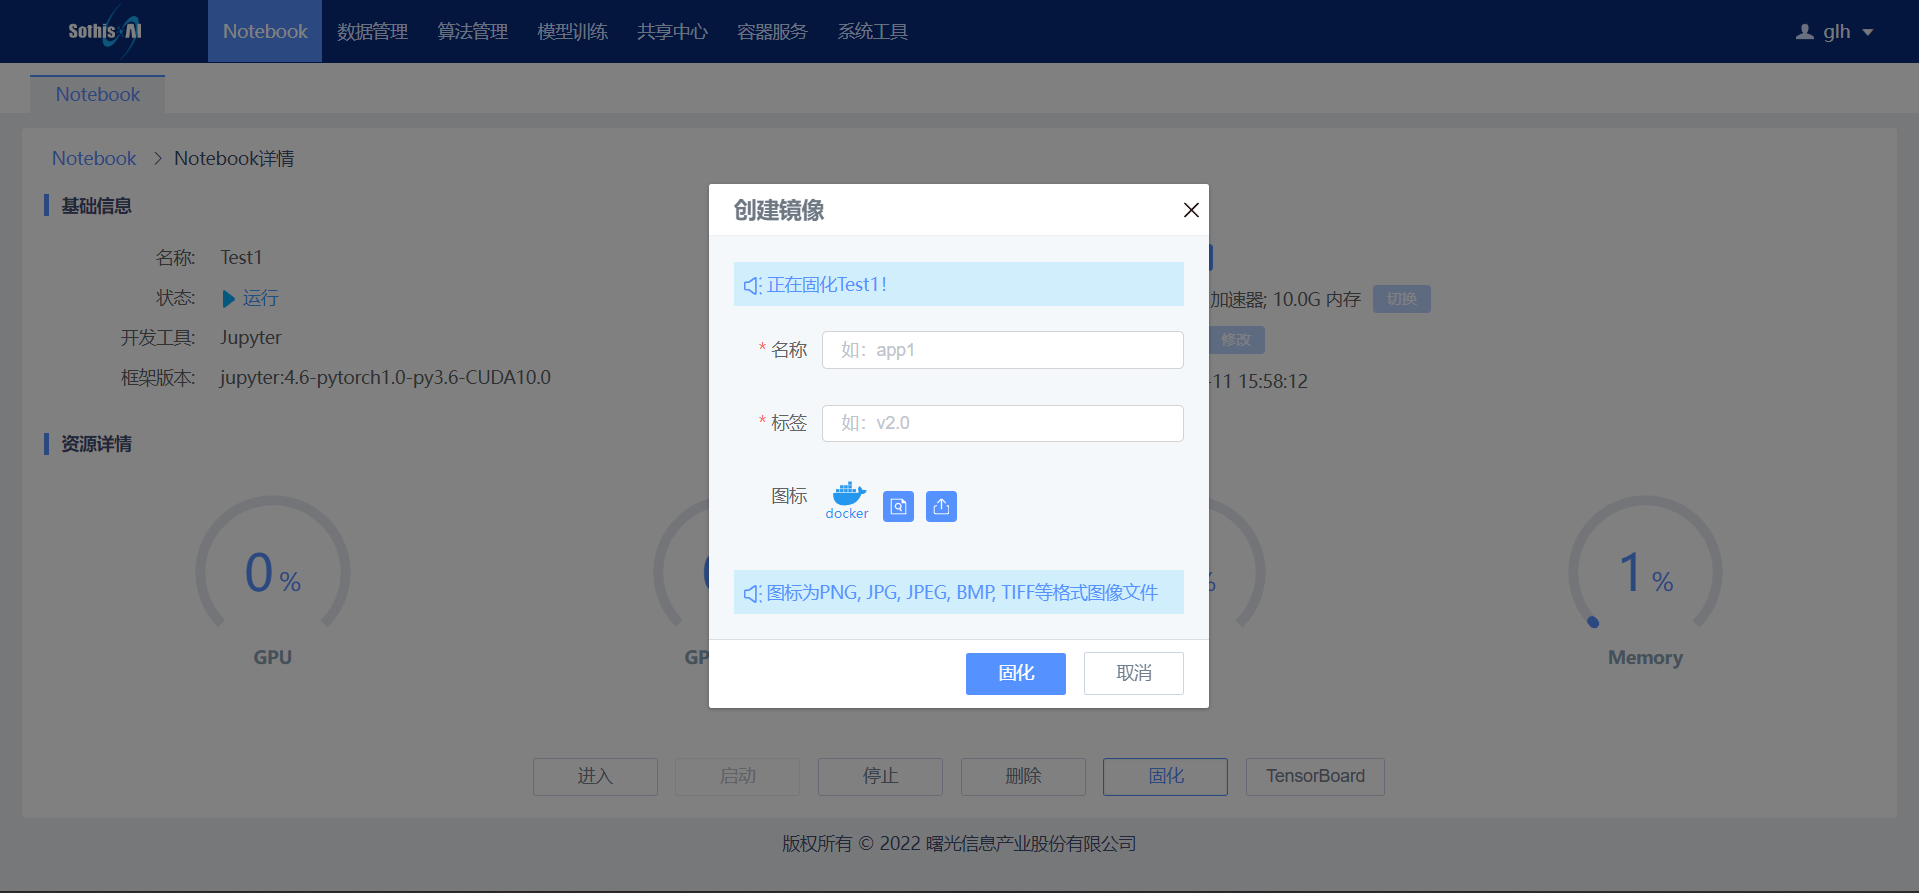 SothisAI Notebook 数据管理 算法管理 模型训练 共享中心 容器服务 系统工具 glh
Notebook
Notebook > Notebook详情
基础信息
名称: Test1
状态: 运行
开发工具: Jupyter
框架版本: jupyter:4.6-pytorch1.0-py3.6-CUDA10.0
加速器; 10.0G 内存 切换
修改
-11 15:58:12
资源详情
0 %
GPU
GP
%
1 %
Memory
创建镜像
正在固化Test1!
* 名称 如：app1
* 标签 如：v2.0
图标 docker
图标为PNG, JPG, JPEG, BMP, TIFF等格式图像文件
固化 取消
进入 启动 停止 删除 固化 TensorBoard
版权所有 © 2022 曙光信息产业股份有限公司